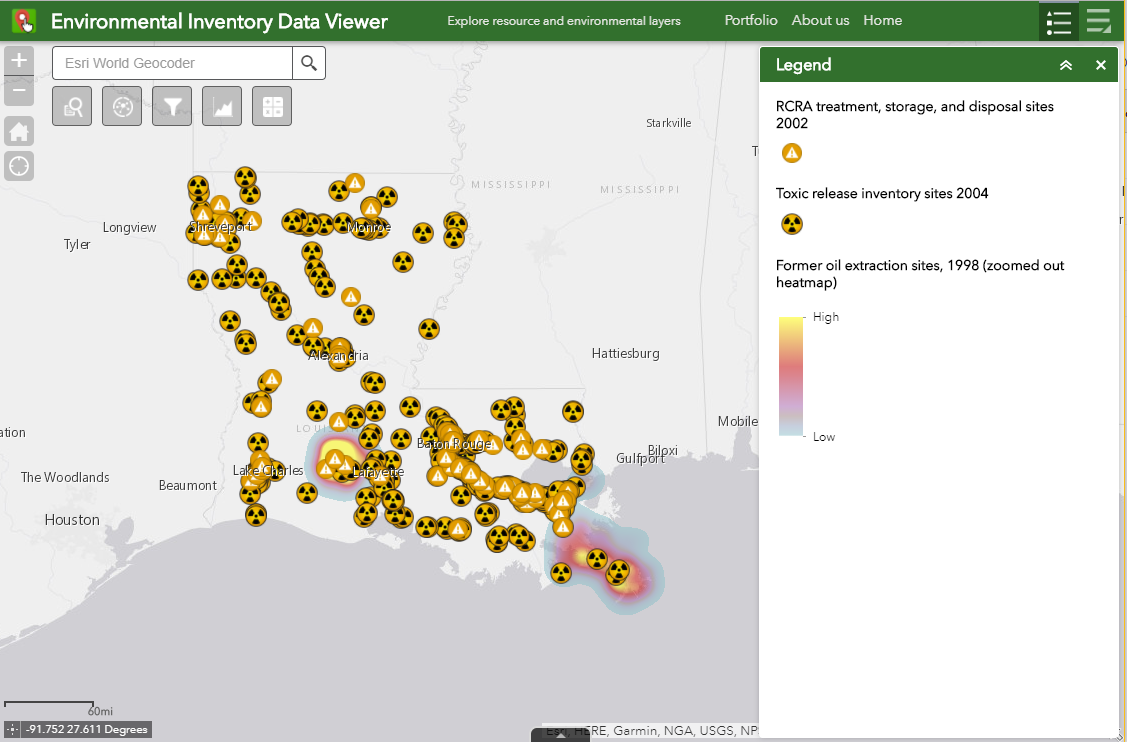 Environmental Inventory Data Viewer
Explore resource and environmental layers
Portfolio
About us
Home
Esri World Geocoder
Legend
RCRA treatment, storage, and disposal sites
2002
Toxic release inventory sites 2004
Former oil extraction sites, 1998 (zoomed out
heatmap)
High
Low
Starkville
MISSISSIPPI
MISSISSIPPI
Longview
Shreveport
Monroe
Tyler
Alexandria
Hattiesburg
Mobile
ation
Baton Rouge
Biloxi
Gulfport
Lake Charles
Lafayette
The Woodlands
Beaumont
Houston
60mi
-91.752 27.611 Degrees
Esri, HERE, Garmin, NGA, USGS, NP